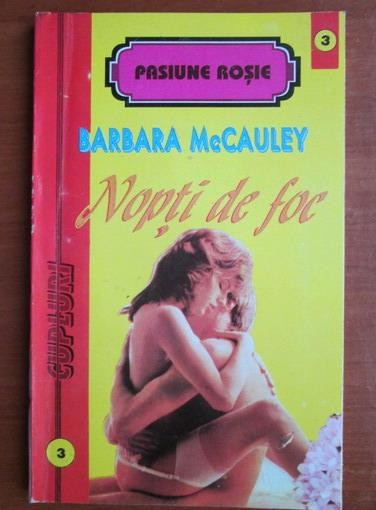 3
PASIUNE ROȘIE
BARBARA McCAULEY
Nopți de foc
CUPLURI
3